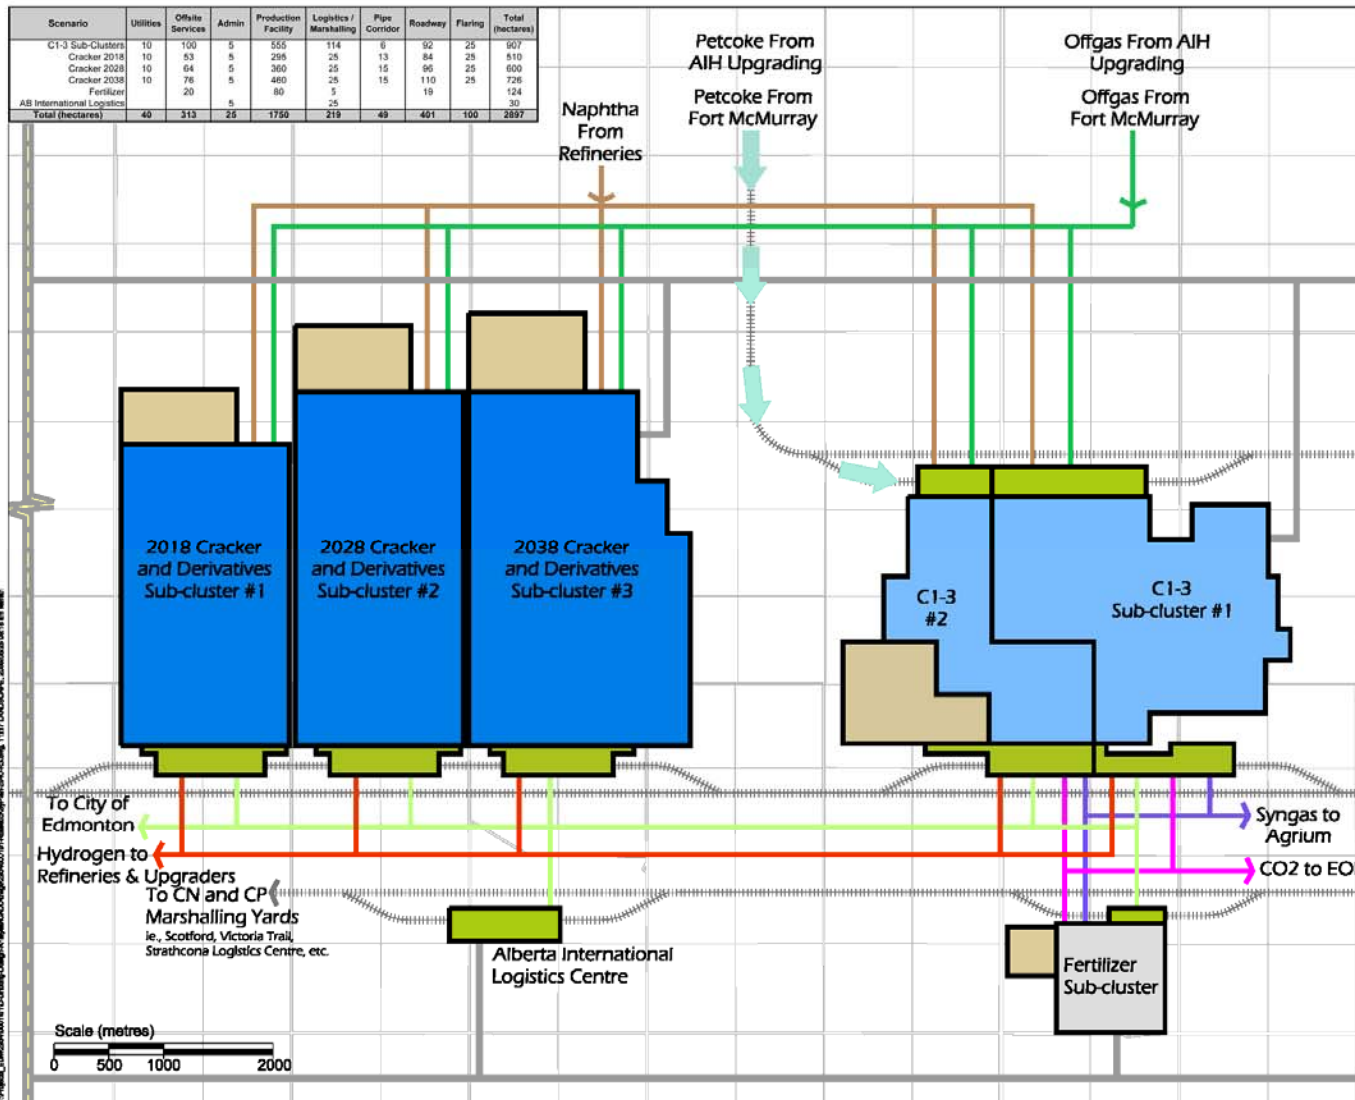 Scenario Utilities Offsite Services Admin Production Facility Logistics / Marshalling Pipe Corridor Roadway Flaring Total (hectares)
C1-3 Sub-Clusters 10 100 5 555 114 6 92 25 907
Cracker 2018 10 53 5 295 25 13 84 25 510
Cracker 2028 10 64 5 360 25 15 96 25 600
Cracker 2038 10 76 5 460 25 15 110 25 726
Fertilizer 20 80 5 19 124
AB International Logistics 5 25 30
Total (hectares) 40 313 25 1750 219 49 401 100 2897
Petcoke From
AIH Upgrading
Petcoke From
Fort McMurray
Offgas From AIH
Upgrading
Offgas From
Fort McMurray
Naphtha
From
Refineries
2018 Cracker
and Derivatives
Sub-cluster #1
2028 Cracker
and Derivatives
Sub-cluster #2
2038 Cracker
and Derivatives
Sub-cluster #3
C1-3
#2
C1-3
Sub-cluster #1
To City of
Edmonton
Hydrogen to
Refineries & Upgraders
To CN and CP
Marshalling Yards
ie., Scotford, Victoria Trail,
Strathcona Logistics Centre, etc.
Syngas to
Agrium
CO2 to EO
Alberta International
Logistics Centre
Fertilizer
Sub-cluster
Scale (metres)
0 500 1000 2000